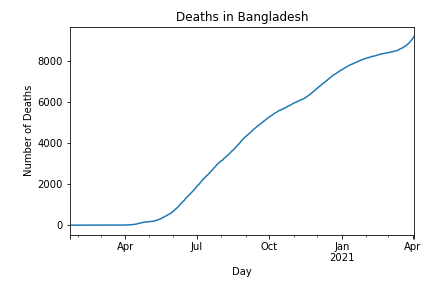 Deaths in Bangladesh
Number of Deaths
8000
6000
4000
2000
0
Apr Jul Oct Jan Apr
2021
Day